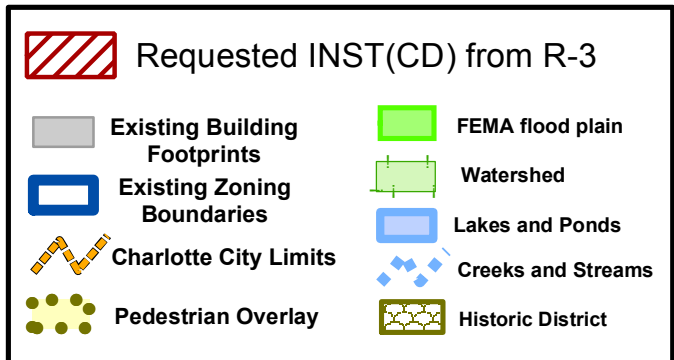 Requested INST(CD) from R-3
Existing Building
Footprints
Existing Zoning
Boundaries
Charlotte City Limits
Pedestrian Overlay
FEMA flood plain
Watershed
Lakes and Ponds
Creeks and Streams
Historic District